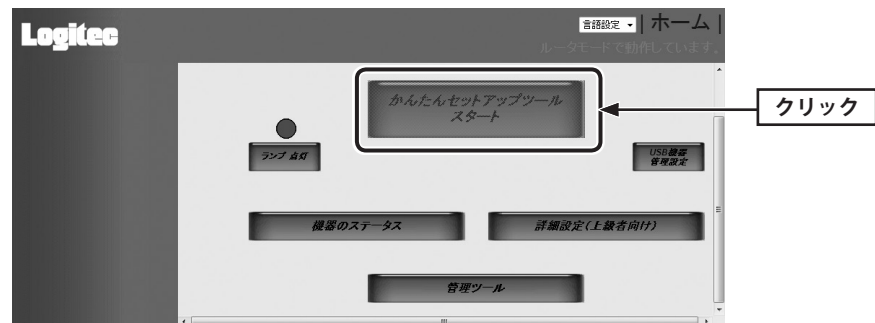 Logitec
言語設定 | ホーム |
ルータモードで動作しています。
かんたんセットアップツール
スタート
クリック
ランプ 点灯
USB機器
管理設定
機器のステータス
詳細設定(上級者向け)
管理ツール